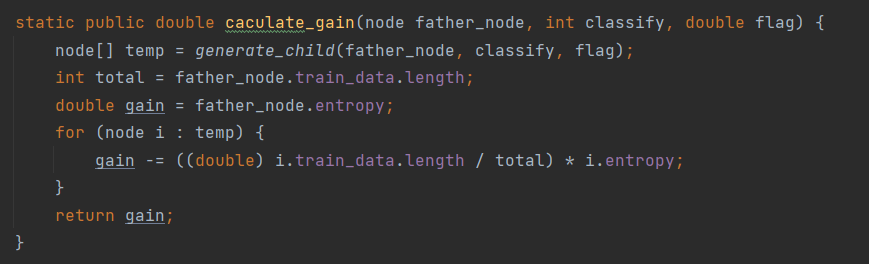 static public double caculate_gain(node father_node, int classify, double flag) {
    node[] temp = generate_child(father_node, classify, flag);
    int total = father_node.train_data.length;
    double gain = father_node.entropy;
    for (node i : temp) {
        gain -= ((double) i.train_data.length / total) * i.entropy;
    }
    return gain;
}